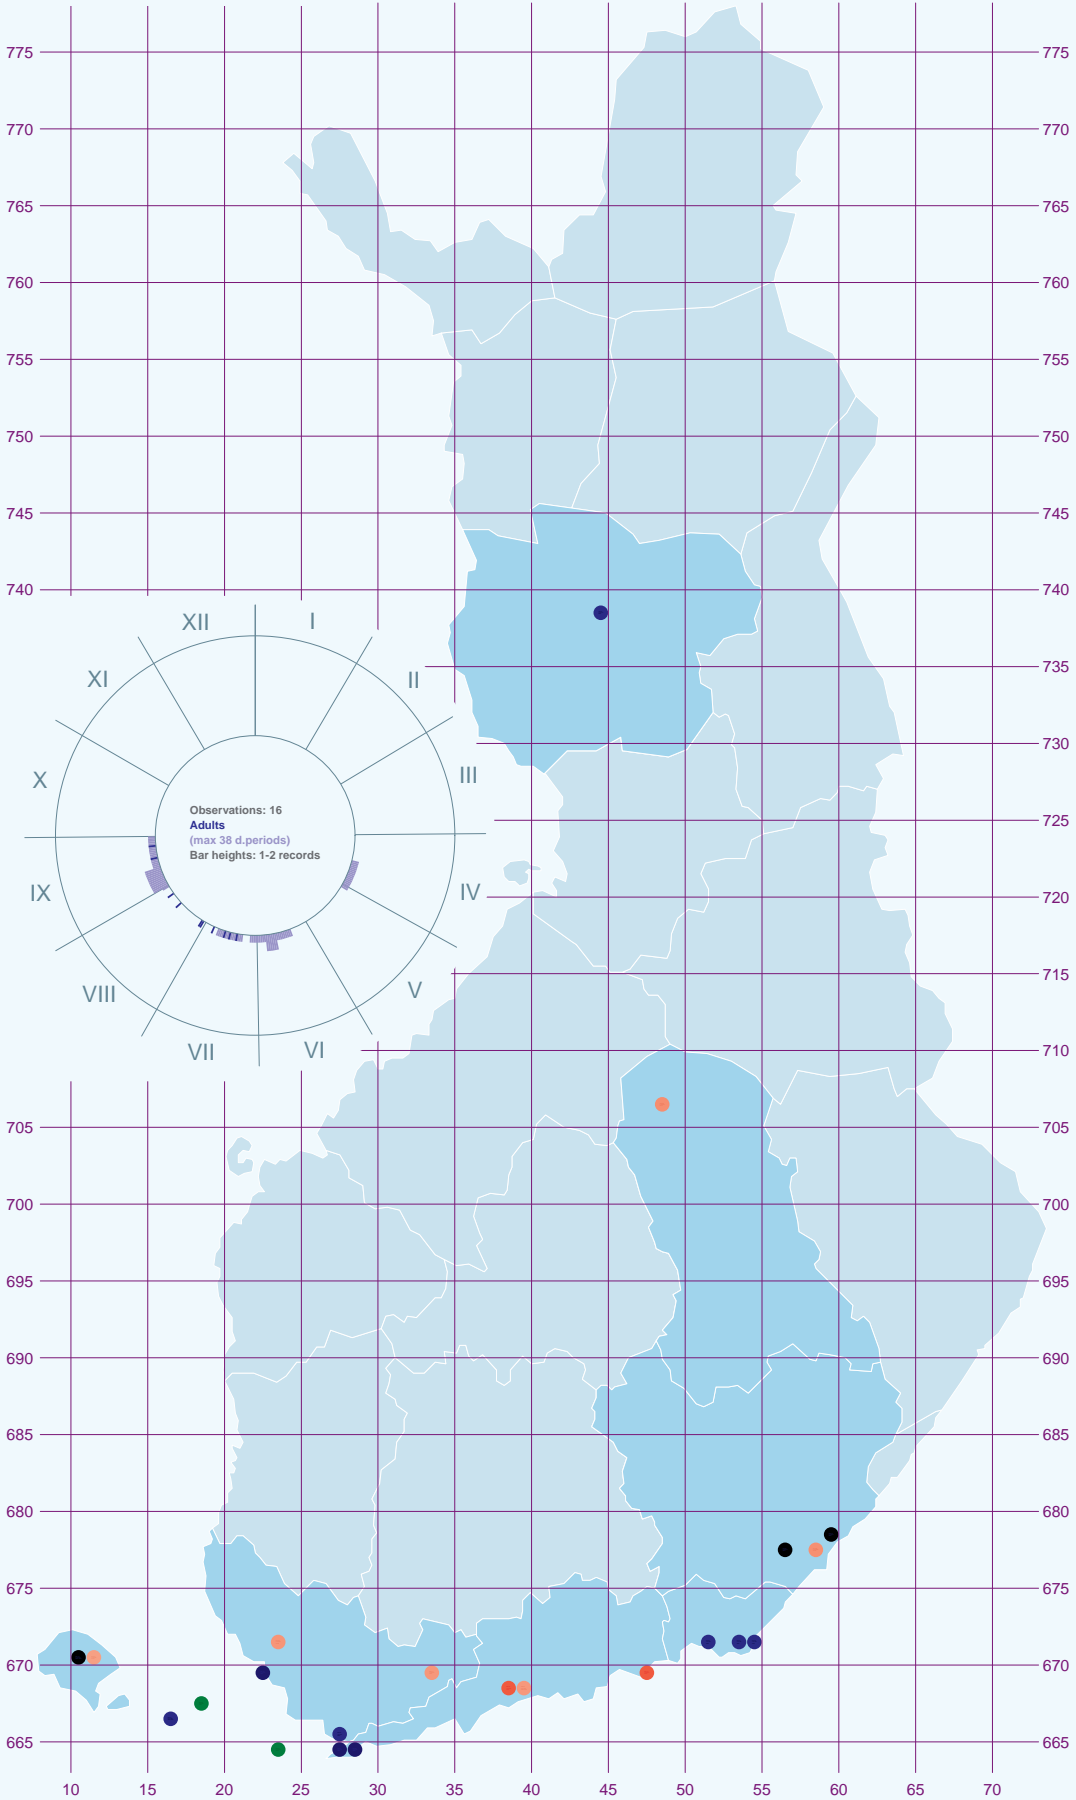 775 775
770 770
765 765
760 760
755 755
750 750
745 745
740 740
735
730
725
720
715
710
705 705
700 700
695 695
690 690
685 685
680 680
675 675
670 670
665 665
10 15 20 25 30 35 40 45 50 55 60 65 70
XII I
XI II
X III
IX IV
VIII V
VII VI
Observations: 16
Adults
(max 38 d.periods)
Bar heights: 1-2 records